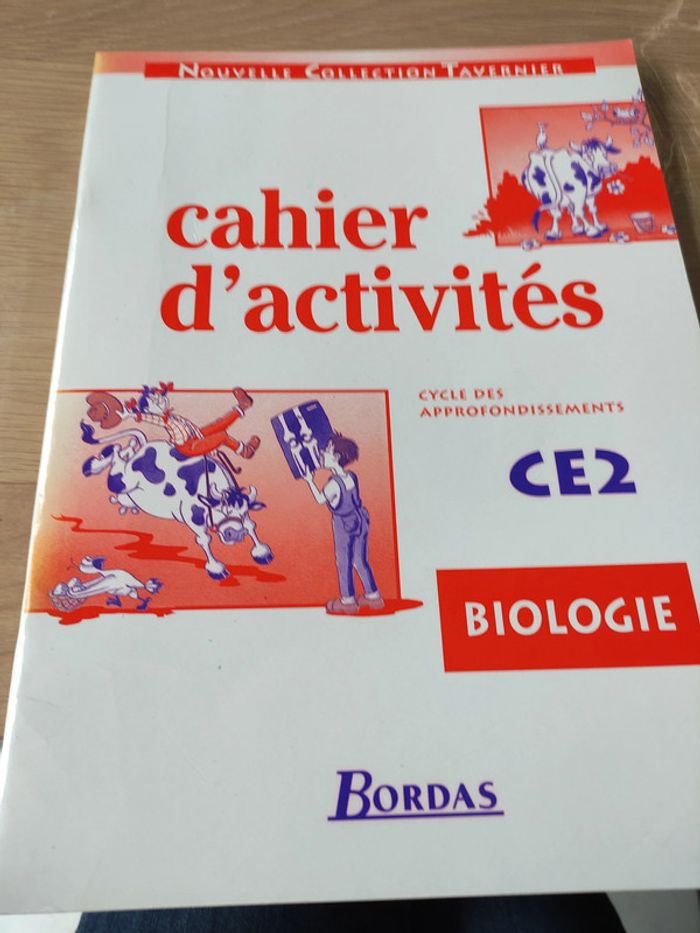 NOUVELLE COLLECTION TAVERNIER
cahier
d'activités
CYCLE DES
APPROFONDISSEMENTS
CE2
BIOLOGIE
BORDAS